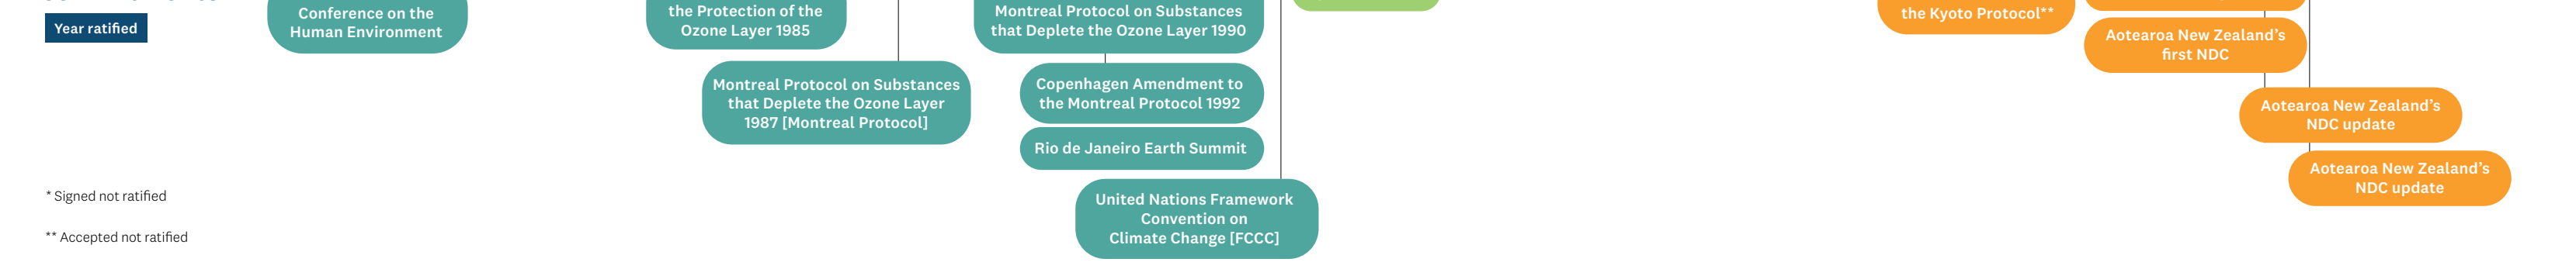 Year ratified
Conference on the
Human Environment
the Protection of the
Ozone Layer 1985
Montreal Protocol on Substances
that Deplete the Ozone Layer
1987 [Montreal Protocol]
Montreal Protocol on Substances
that Deplete the Ozone Layer 1990
Copenhagen Amendment to
the Montreal Protocol 1992
Rio de Janeiro Earth Summit
United Nations Framework
Convention on
Climate Change [FCCC]
the Kyoto Protocol**
Aotearoa New Zealand’s
first NDC
Aotearoa New Zealand’s
NDC update
Aotearoa New Zealand’s
NDC update
* Signed not ratified
** Accepted not ratified